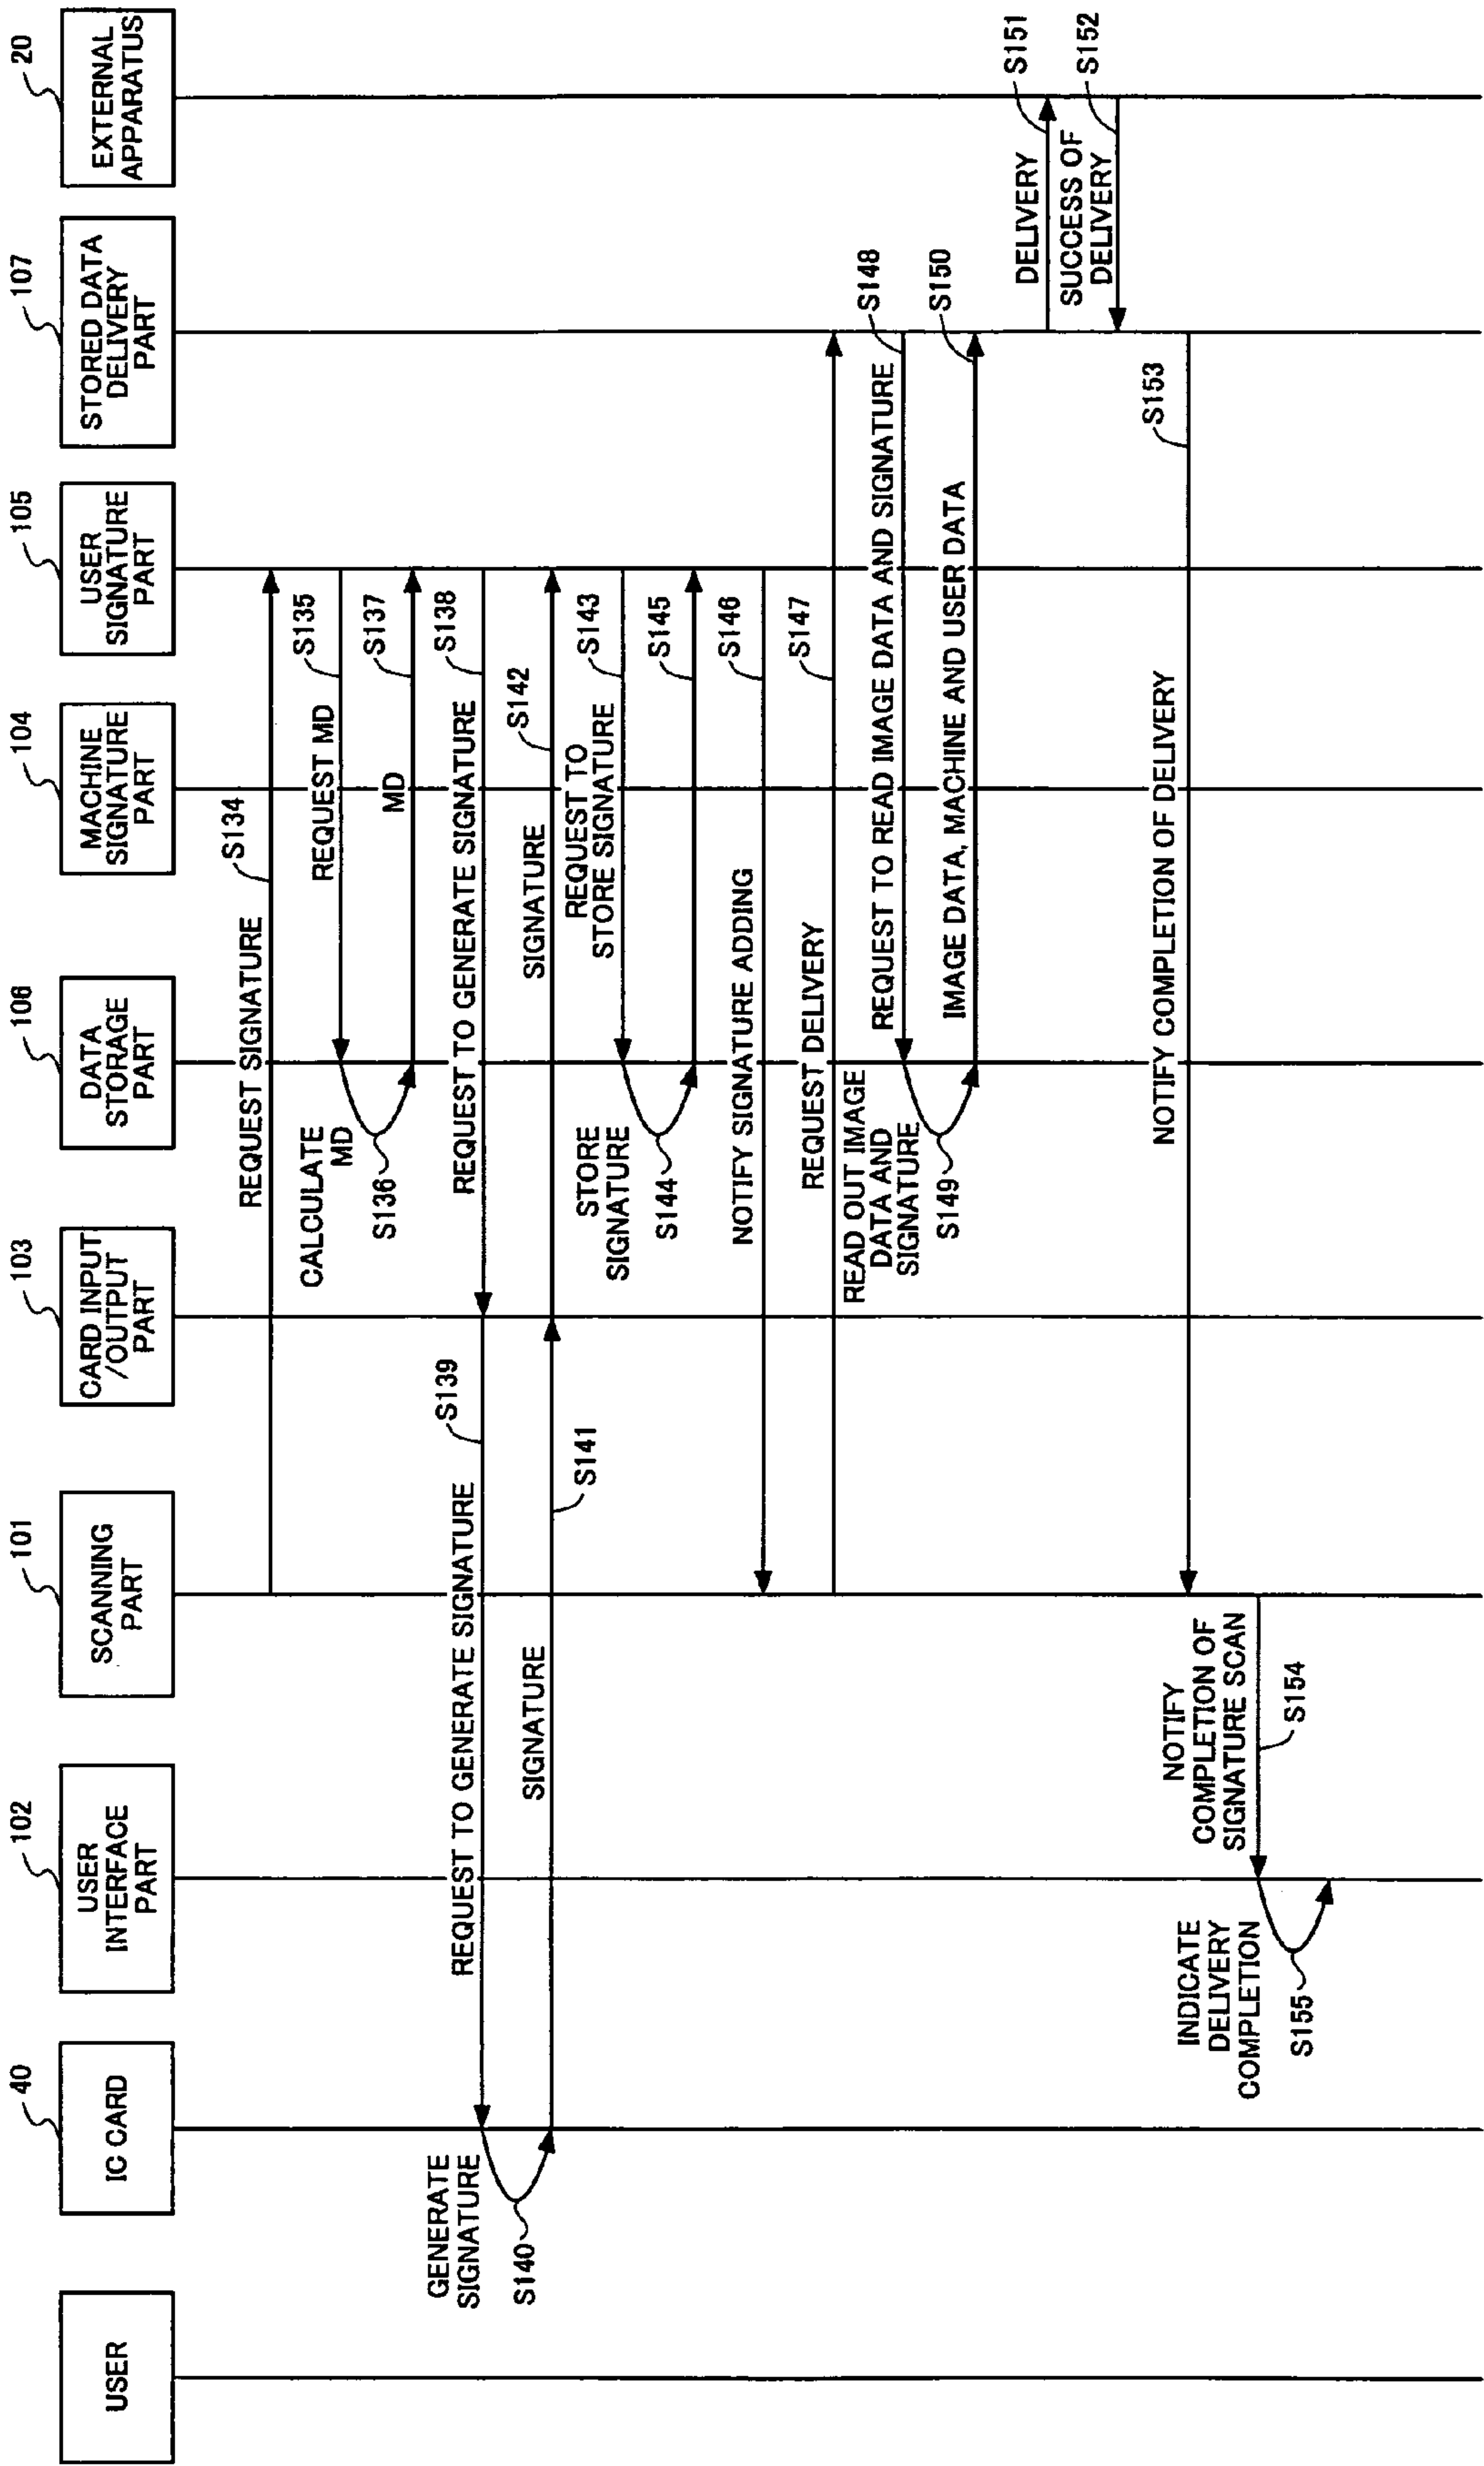 USER
40
IC CARD
102
USER
INTERFACE
PART
101
SCANNING
PART
103
CARD INPUT
/OUTPUT
PART
106
DATA
STORAGE
PART
104
MACHINE
SIGNATURE
PART
105
USER
SIGNATURE
PART
107
STORED DATA
DELIVERY
PART
20
EXTERNAL
APPARATUS
REQUEST SIGNATURE
S134
REQUEST MD
S135
CALCULATE
MD
S136
MD
S137
REQUEST TO GENERATE SIGNATURE
S138
REQUEST TO GENERATE SIGNATURE
S139
GENERATE
SIGNATURE
S140
SIGNATURE
S141
SIGNATURE
S142
REQUEST TO
STORE SIGNATURE
S143
STORE
SIGNATURE
S144
S145
NOTIFY SIGNATURE ADDING
S146
REQUEST DELIVERY
S147
REQUEST TO READ IMAGE DATA AND SIGNATURE
S148
READ OUT IMAGE
DATA AND
SIGNATURE
S149
IMAGE DATA, MACHINE AND USER DATA
S150
DELIVERY
S151
SUCCESS OF
DELIVERY
S152
NOTIFY COMPLETION OF DELIVERY
S153
NOTIFY
COMPLETION OF
SIGNATURE SCAN
S154
INDICATE
DELIVERY
COMPLETION
S155